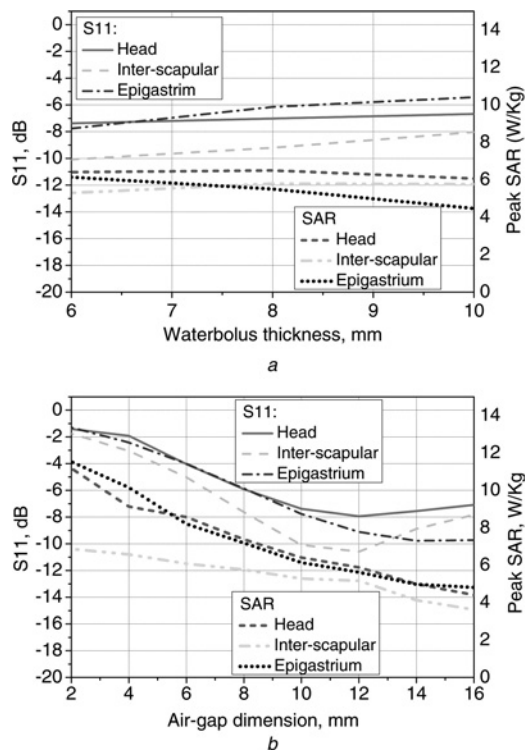 0
-2
-4
-6
-8
-10
-12
-14
-16
-18
-20
S11, dB
S11:
Head
Inter-scapular
Epigastrim
SAR
Head
Inter-scapular
Epigastrium
14
12
10
8
6
4
2
0
Peak SAR (W/Kg)
6 7 8 9 10
Waterbolus thickness, mm
a
0
-2
-4
-6
-8
-10
-12
-14
-16
-18
-20
S11, dB
S11:
Head
Inter-scapular
Epigastrium
SAR
Head
Inter-scapular
Epigastrium
14
12
10
8
6
4
2
0
Peak SAR, W/Kg
2 4 6 8 10 12 14 16
Air-gap dimension, mm
b